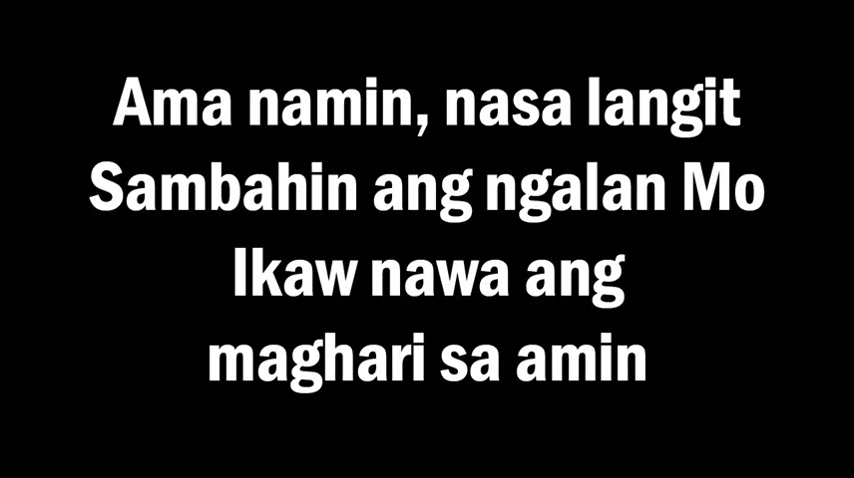 Ama namin, nasa langit
Sambahin ang ngalan Mo
Ikaw nawa ang
maghari sa amin